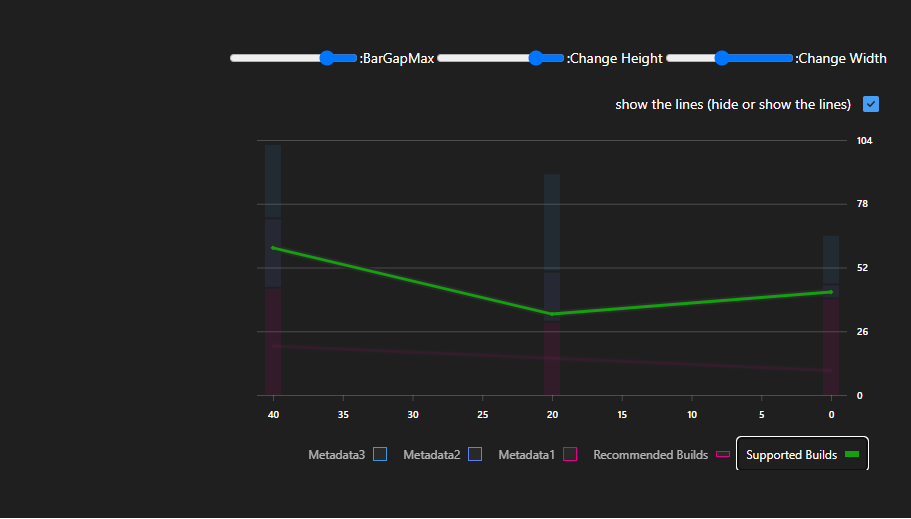 :BarGapMax :Change Height :Change Width
show the lines (hide or show the lines)
104
78
52
26
0
40 35 30 25 20 15 10 5 0
Metadata3 Metadata2 Metadata1 Recommended Builds Supported Builds